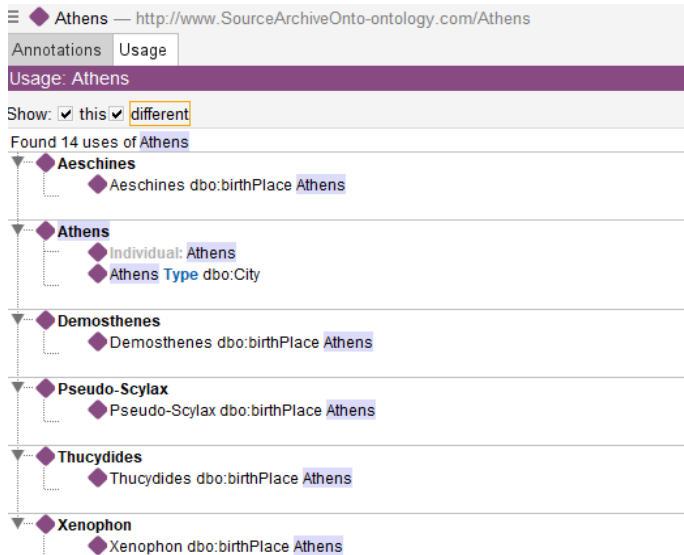 Athens — http://www.SourceArchiveOnto-ontology.com/Athens
Annotations Usage
Usage: Athens
Show: this different
Found 14 uses of Athens
Aeschines
Aeschines dbo:birthPlace Athens
Athens
Individual: Athens
Athens Type dbo:City
Demosthenes
Demosthenes dbo:birthPlace Athens
Pseudo-Scylax
Pseudo-Scylax dbo:birthPlace Athens
Thucydides
Thucydides dbo:birthPlace Athens
Xenophon
Xenophon dbo:birthPlace Athens